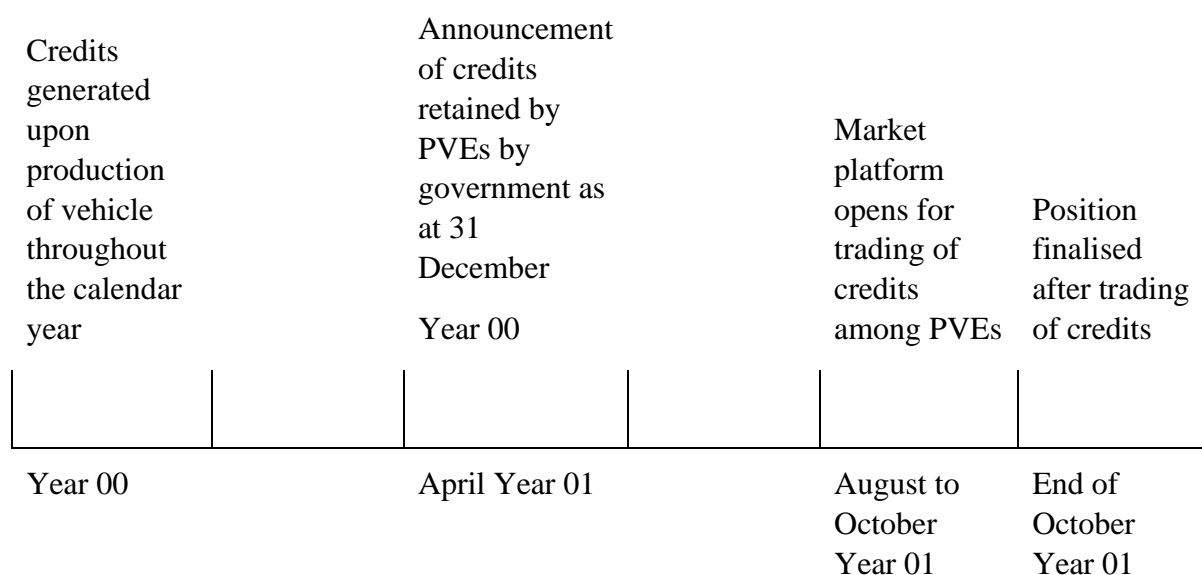 Credits
generated
upon
production
of vehicle
throughout
the calendar
year
Announcement
of credits
retained by
PVEs by
government as
at 31
December
Year 00
Market
platform
opens for
trading of
credits
among PVEs
Position
finalised
after trading
of credits
Year 00
April Year 01
August to
October
Year 01
End of
October
Year 01